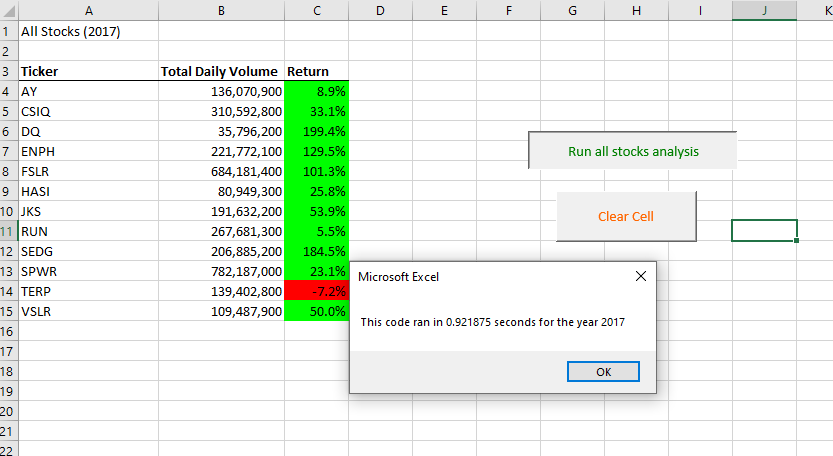 A B C D E F G H I J K
1 All Stocks (2017)
2
3 Ticker Total Daily Volume Return
4 AY 136,070,900 8.9%
5 CSIQ 310,592,800 33.1%
6 DQ 35,796,200 199.4%
7 ENPH 221,772,100 129.5%
8 FSLR 684,181,400 101.3%
9 HASI 80,949,300 25.8%
10 JKS 191,632,200 53.9%
11 RUN 267,681,300 5.5%
12 SEDG 206,885,200 184.5%
13 SPWR 782,187,000 23.1%
14 TERP 139,402,800 -7.2%
15 VSLR 109,487,900 50.0%
16
17
18
19
20
21
22
Run all stocks analysis
Clear Cell
Microsoft Excel
This code ran in 0.921875 seconds for the year 2017
OK